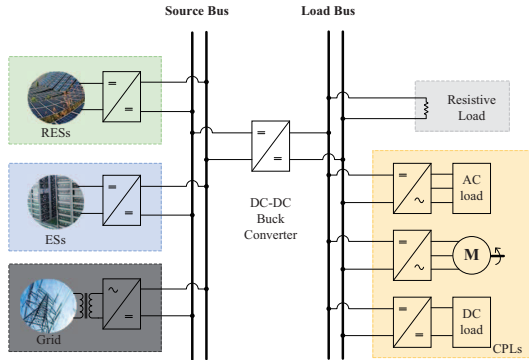 Source Bus
Load Bus
RESs
ESs
Grid
DC-DC
Buck
Converter
Resistive
Load
AC
load
M
DC
load
CPLs